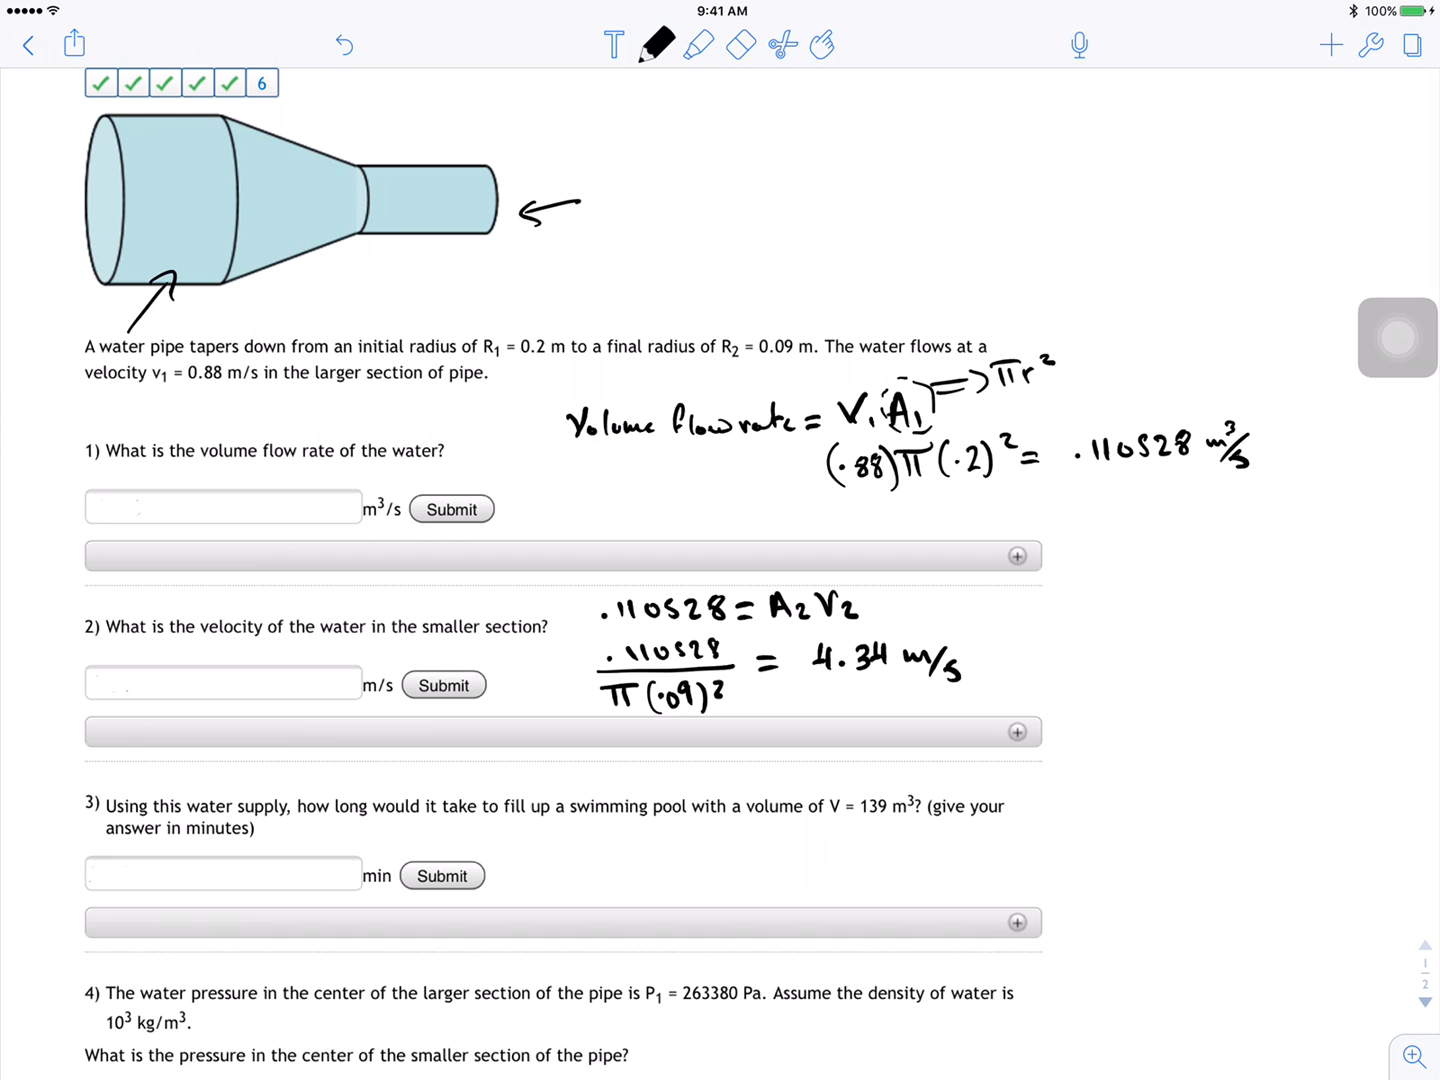 9:41 AM
100%
T
6
A water pipe tapers down from an initial radius of R₁ = 0.2 m to a final radius of R₂ = 0.09 m. The water flows at a
velocity v₁ = 0.88 m/s in the larger section of pipe.
Volume flow rate = V₁ A₁ => πr²
(.88)π(.2)² = .110528 m³/s
1) What is the volume flow rate of the water?
m³/s Submit
+
2) What is the velocity of the water in the smaller section?
.110528 = A₂V₂
.110528
π(.09)²
= 4.34 m/s
m/s Submit
+
3) Using this water supply, how long would it take to fill up a swimming pool with a volume of V = 139 m³? (give your
answer in minutes)
min Submit
+
1
2
4) The water pressure in the center of the larger section of the pipe is P₁ = 263380 Pa. Assume the density of water is
10³ kg/m³.
What is the pressure in the center of the smaller section of the pipe?